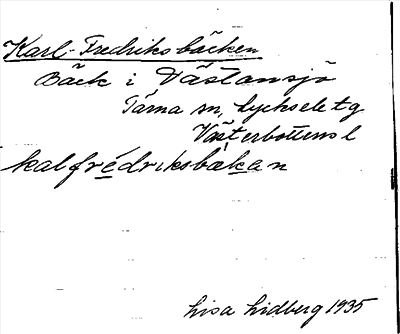 Karl-Fredriksbäcken
Bäck i Västansjö
Tärna sn, Lycksele tg
Västerbottens l
kalfrédriksbäkan
Lisa Lidberg 1935